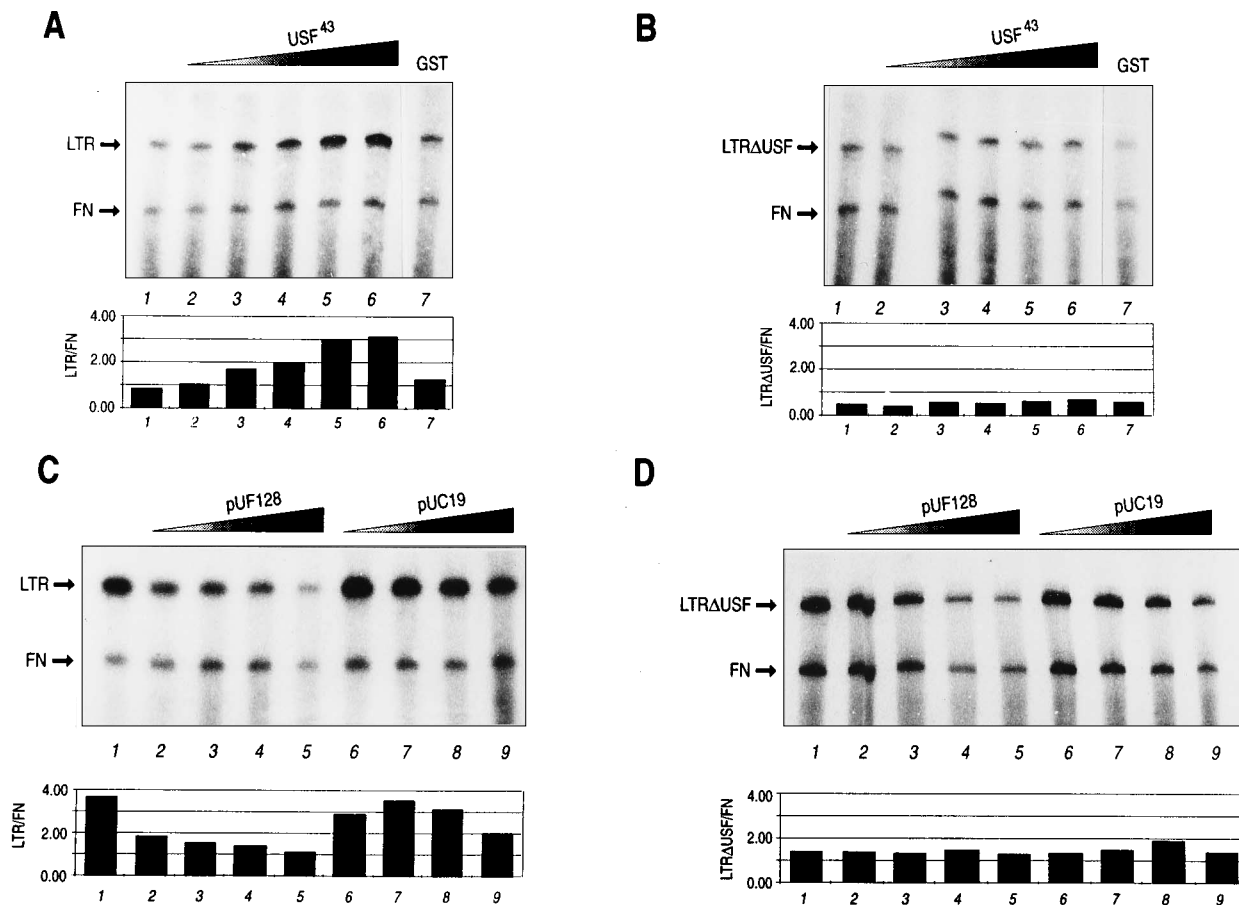 A
USF43
GST
LTR
FN
1 2 3 4 5 6 7
4.00
2.00
0.00
LTR/FN
1 2 3 4 5 6 7
B
USF43
GST
LTRΔUSF
FN
1 2 3 4 5 6 7
4.00
2.00
0.00
LTRΔUSF/FN
1 2 3 4 5 6 7
C
pUF128 pUC19
LTR
FN
1 2 3 4 5 6 7 8 9
4.00
2.00
0.00
LTR/FN
1 2 3 4 5 6 7 8 9
D
pUF128 pUC19
LTRΔUSF
FN
1 2 3 4 5 6 7 8 9
4.00
2.00
0.00
LTRΔUSF/FN
1 2 3 4 5 6 7 8 9